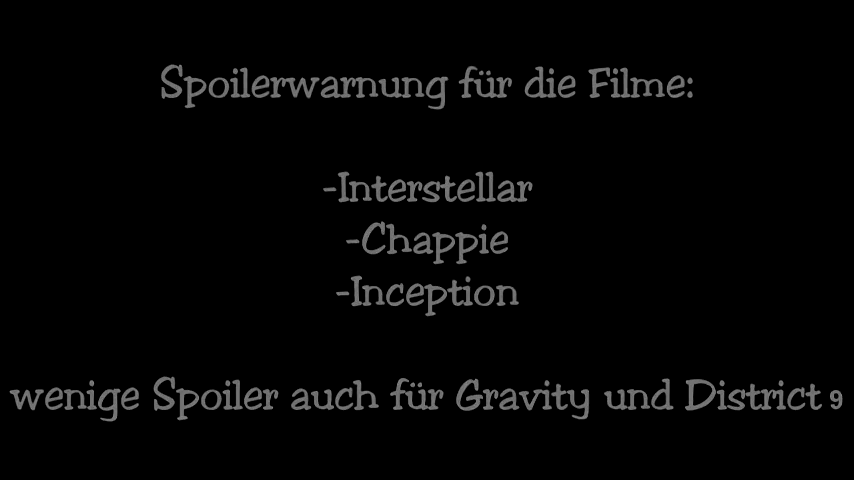 Spoilerwarnung für die Filme:
-Interstellar
-Chappie
-Inception
wenige Spoiler auch für Gravity und District 9